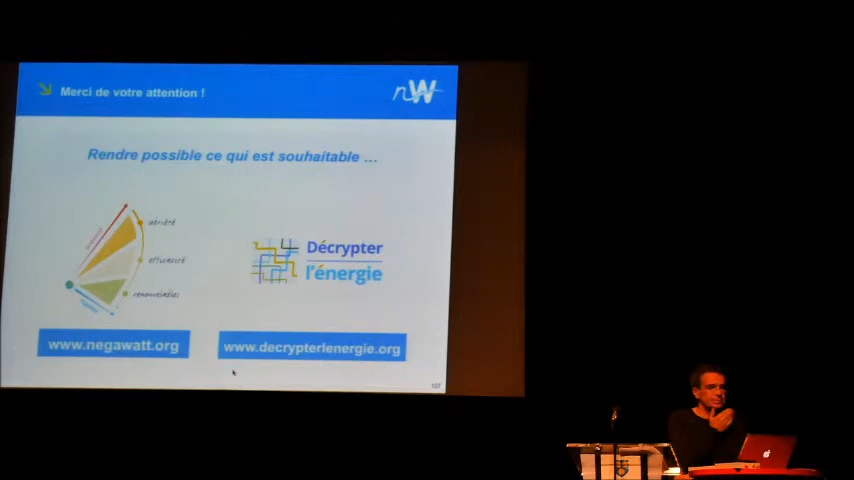 Merci de votre attention !
nW
Rendre possible ce qui est souhaitable ...
sobriété
efficacité
renouvelables
Décrypter
l'énergie
www.negawatt.org
www.decrypterlenergie.org
107